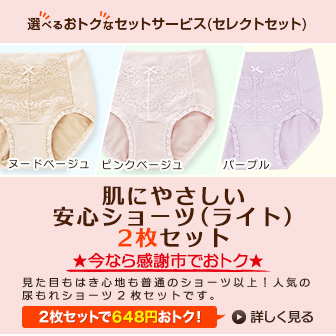 選べるおトクなセットサービス(セレクトセット)
ヌードベージュ ピンクベージュ パープル
肌にやさしい
安心ショーツ(ライト)
2枚セット
★今なら感謝市でおトク★
見た目もはき心地も普通のショーツ以上!人気の
尿もれショーツ2枚セットです。
2枚セットで648円おトク! 詳しく見る